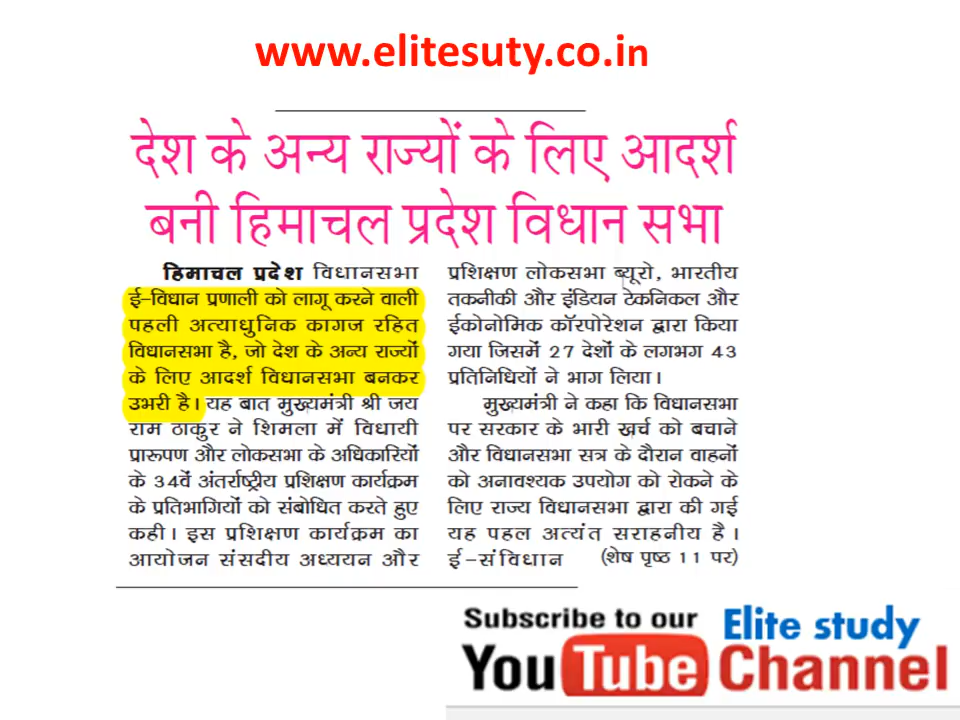 www.elitesuty.co.in
देश के अन्य राज्यों के लिए आदर्श
बनी हिमाचल प्रदेश विधान सभा
हिमाचल प्रदेश विधानसभा
ई-विधान प्रणाली को लागू करने वाली
पहली अत्याधुनिक कागज रहित
विधानसभा है, जो देश के अन्य राज्यों
के लिए आदर्श विधानसभा बनकर
उभरी है। यह बात मुख्यमंत्री श्री जय
राम ठाकुर ने शिमला में विधायी
प्रारूपण और लोकसभा के अधिकारियों
के 34वें अंतर्राष्ट्रीय प्रशिक्षण कार्यक्रम
के प्रतिभागियों को संबोधित करते हुए
कही। इस प्रशिक्षण कार्यक्रम का
आयोजन संसदीय अध्ययन और
प्रशिक्षण लोकसभा ब्यूरो, भारतीय
तकनीकी और इंडियन टेकनिकल और
ईकोनोमिक कॉरपोरेशन द्वारा किया
गया जिसमें 27 देशों के लगभग 43
प्रतिनिधियों ने भाग लिया।
मुख्यमंत्री ने कहा कि विधानसभा
पर सरकार के भारी खर्च को बचाने
और विधानसभा सत्र के दौरान वाहनों
को अनावश्यक उपयोग को रोकने के
लिए राज्य विधानसभा द्वारा की गई
यह पहल अत्यंत सराहनीय है।
ई-संविधान (शेष पृष्ठ 11 पर)
Subscribe to our Elite study
YouTube Channel